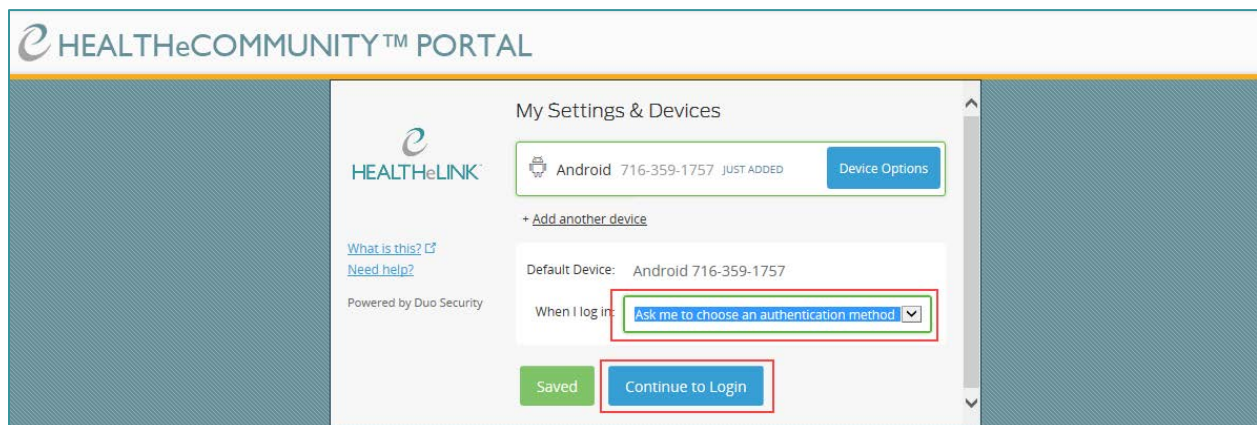 HEALTHeCOMMUNITY™ PORTAL
HEALTHeLINK™
What is this?
Need help?
Powered by Duo Security
My Settings & Devices
Android 716-359-1757 JUST ADDED Device Options
+ Add another device
Default Device: Android 716-359-1757
When I log in: Ask me to choose an authentication method
Saved Continue to Login